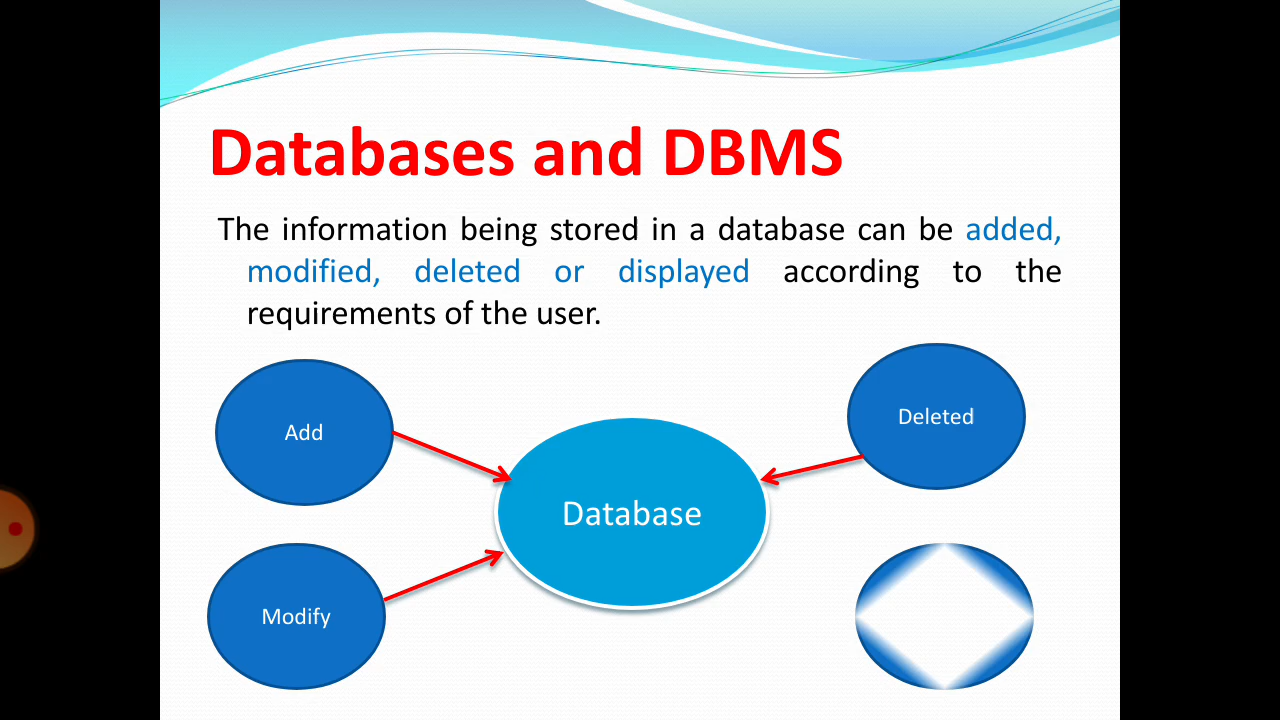 Databases and DBMS
The information being stored in a database can be added,
modified, deleted or displayed according to the
requirements of the user.
Add
Deleted
Database
Modify